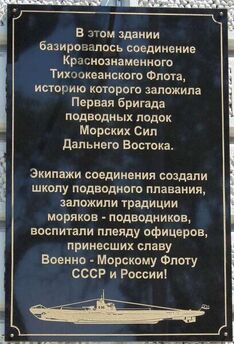 В этом здании
базировалось соединение
Краснознаменного
Тихоокеанского Флота,
историю которого заложила
Первая бригада
подводных лодок
Морских Сил
Дальнего Востока.
Экипажи соединения создали
школу подводного плавания,
заложили традиции
моряков - подводников,
воспитали плеяду офицеров,
принесших славу
Военно - Морскому Флоту
СССР и России!